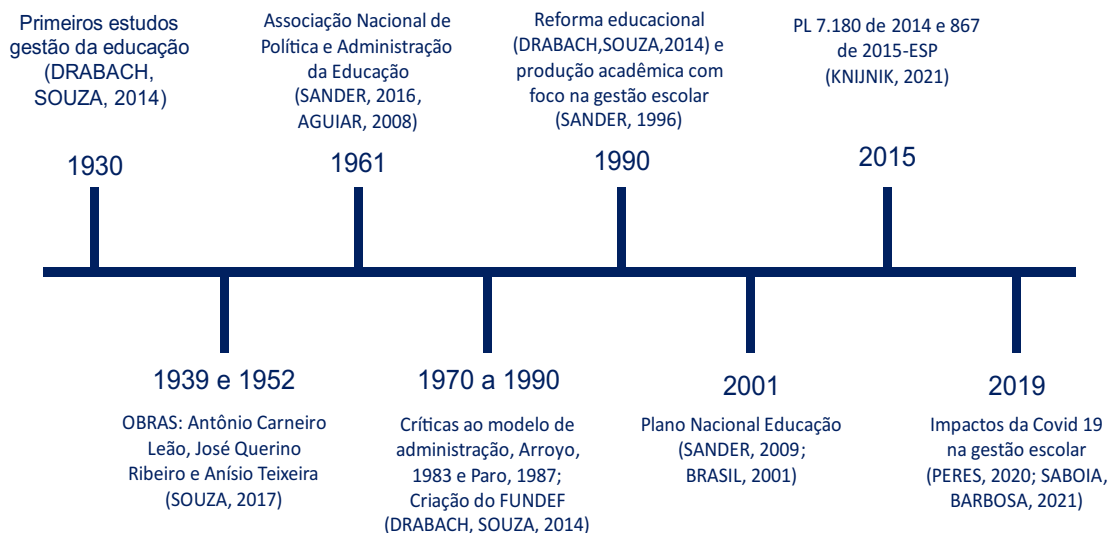 Primeiros estudos
gestão da educação
(DRABACH,
SOUZA, 2014)
1930
Associação Nacional de
Política e Administração
da Educação
(SANDER, 2016,
AGUIAR, 2008)
1961
Reforma educacional
(DRABACH,SOUZA,2014) e
produção acadêmica com
foco na gestão escolar
(SANDER, 1996)
1990
PL 7.180 de 2014 e 867
de 2015-ESP
(KNIJNIK, 2021)
2015
1939 e 1952
OBRAS: Antônio Carneiro
Leão, José Querino
Ribeiro e Anísio Teixeira
(SOUZA, 2017)
1970 a 1990
Críticas ao modelo de
administração, Arroyo,
1983 e Paro, 1987;
Criação do FUNDEF
(DRABACH, SOUZA, 2014)
2001
Plano Nacional Educação
(SANDER, 2009;
BRASIL, 2001)
2019
Impactos da Covid 19
na gestão escolar
(PERES, 2020; SABOIA,
BARBOSA, 2021)